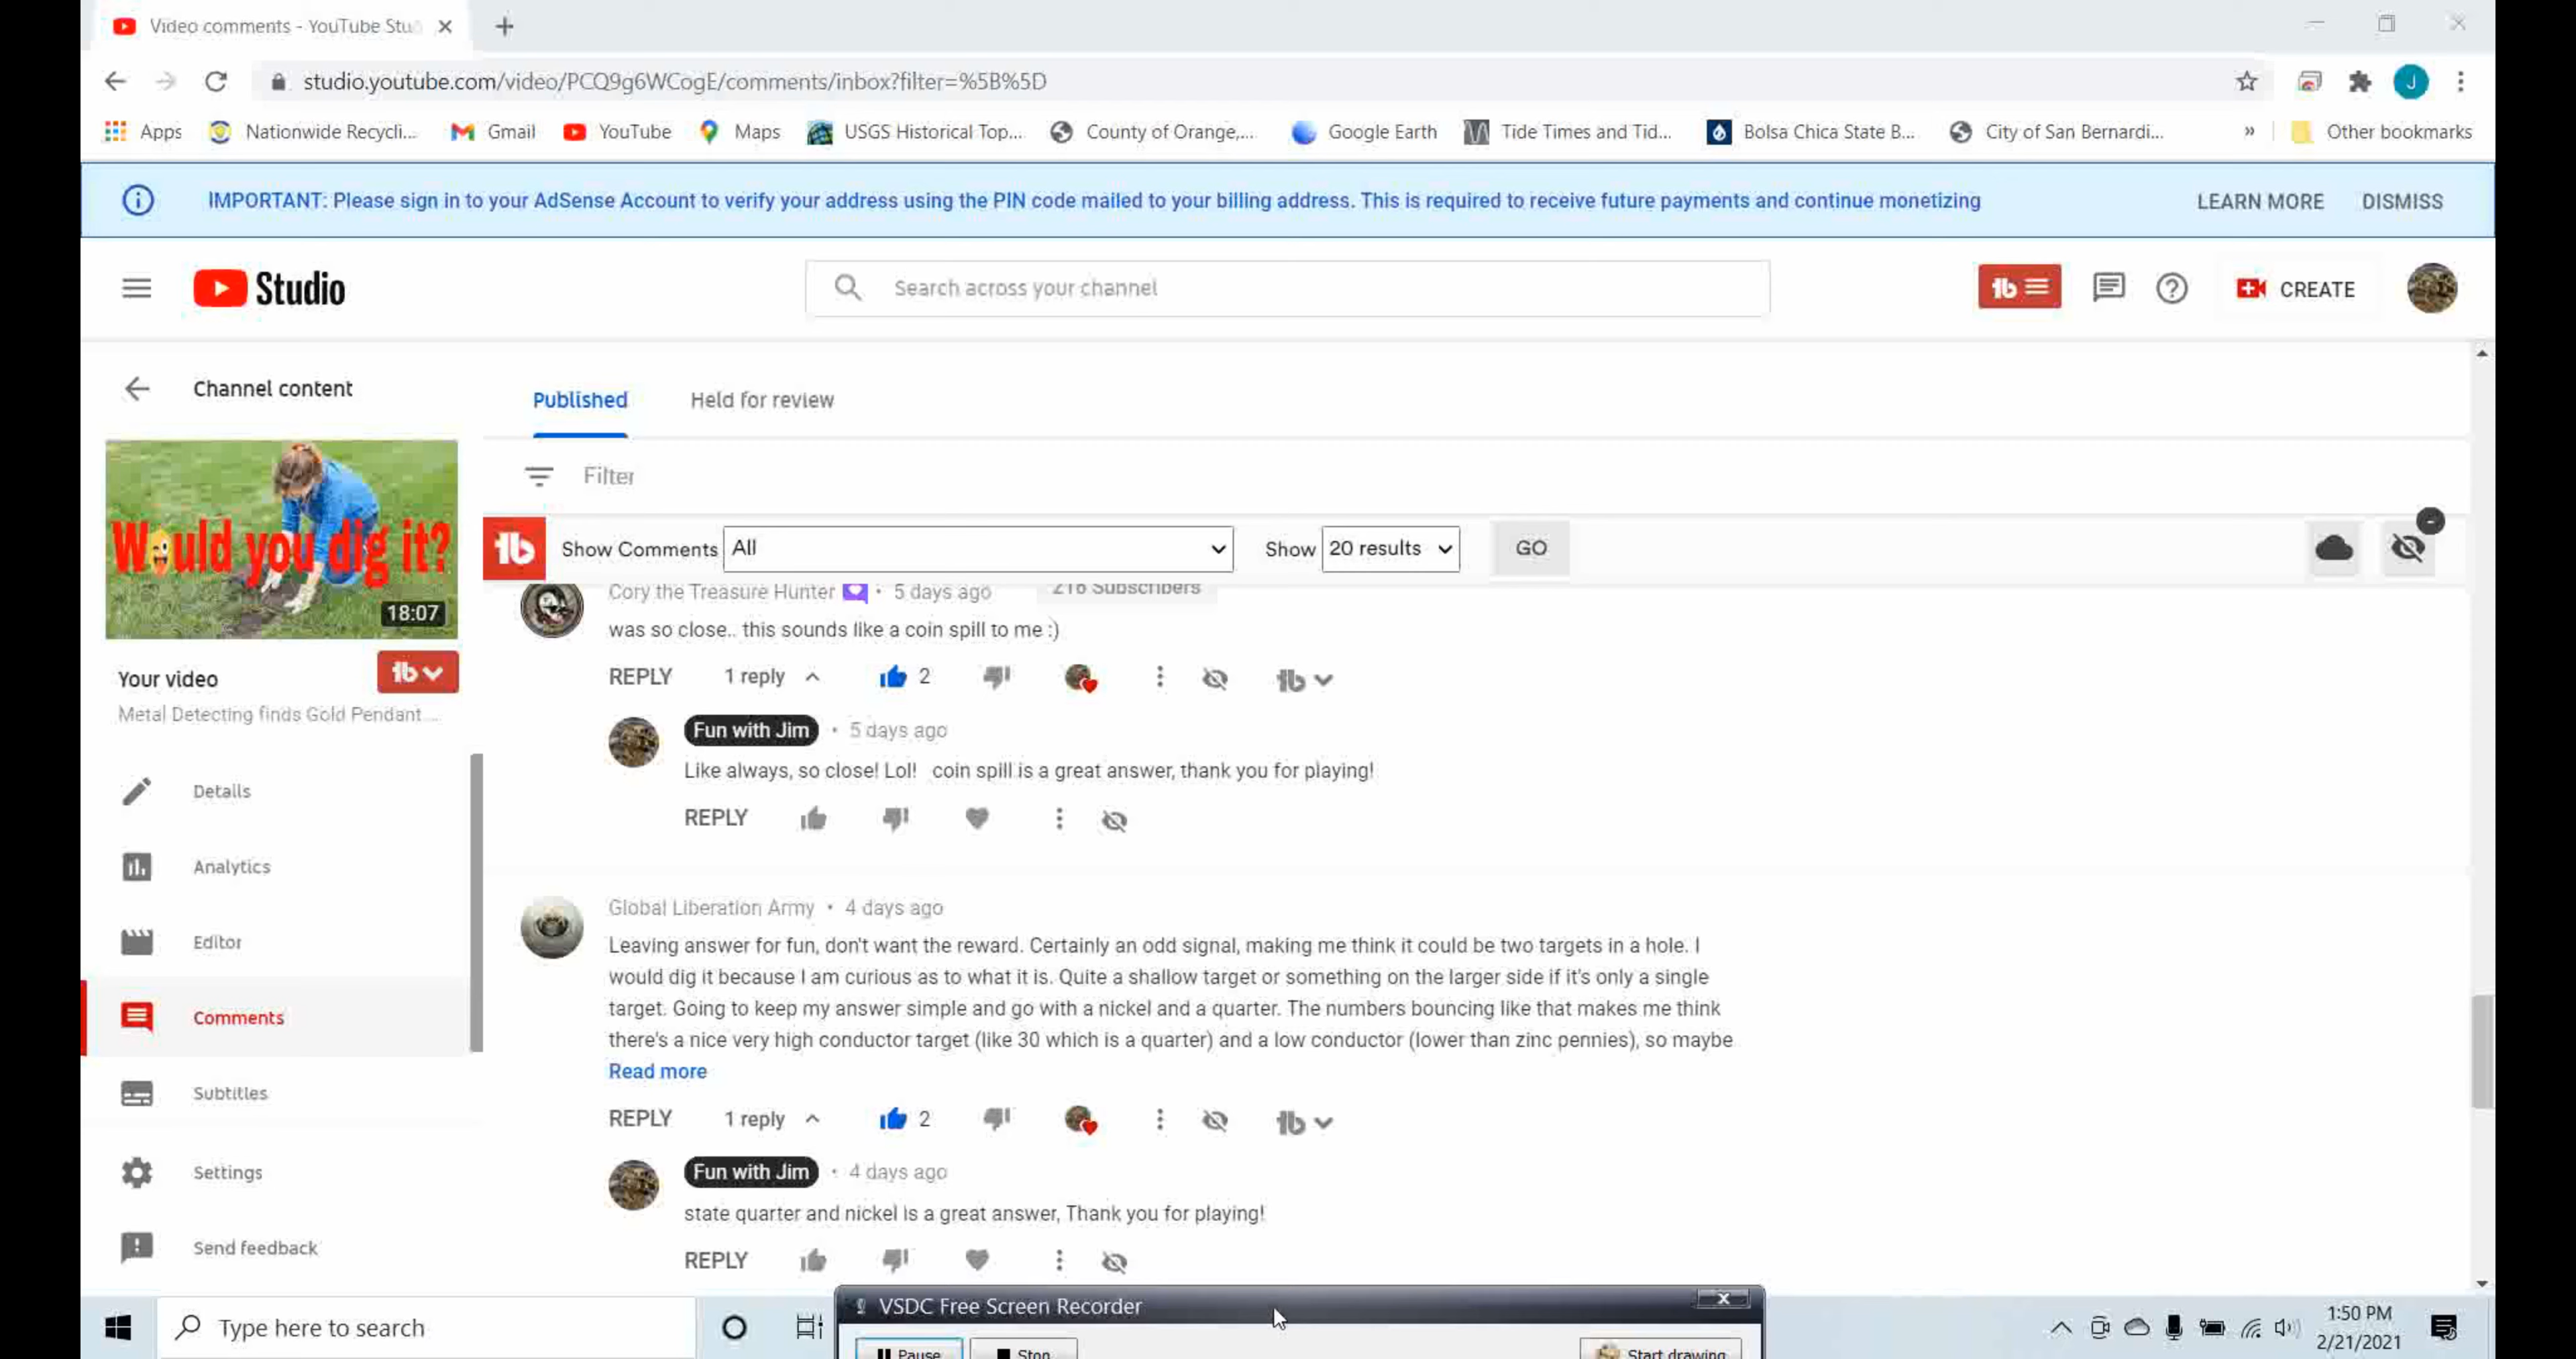 Video comments - YouTube Stu
studio.youtube.com/video/PCQ9g6WCogE/comments/inbox?filter=%5B%5D
J
Apps Nationwide Recycli... Gmail YouTube Maps USGS Historical Top... County of Orange,... Google Earth Tide Times and Tid... Bolsa Chica State B... City of San Bernardi... » Other bookmarks
IMPORTANT: Please sign in to your AdSense Account to verify your address using the PIN code mailed to your billing address. This is required to receive future payments and continue monetizing LEARN MORE DISMISS
Studio
Search across your channel
CREATE
Channel content
Would you dig it?
18:07
Your video
Metal Detecting finds Gold Pendant ...
Details
Analytics
Editor
Comments
Subtitles
Settings
Send feedback
Published Held for review
Filter
Show Comments All Show 20 results GO
Cory the Treasure Hunter • 5 days ago 216 Subscribers
was so close.. this sounds like a coin spill to me :)
REPLY 1 reply 2
Fun with Jim • 5 days ago
Like always, so close! Lol! coin spill is a great answer, thank you for playing!
REPLY
Global Liberation Army • 4 days ago
Leaving answer for fun, don't want the reward. Certainly an odd signal, making me think it could be two targets in a hole. I
would dig it because I am curious as to what it is. Quite a shallow target or something on the larger side if it's only a single
target. Going to keep my answer simple and go with a nickel and a quarter. The numbers bouncing like that makes me think
there's a nice very high conductor target (like 30 which is a quarter) and a low conductor (lower than zinc pennies), so maybe
Read more
REPLY 1 reply 2
Fun with Jim • 4 days ago
state quarter and nickel is a great answer, Thank you for playing!
REPLY
VSDC Free Screen Recorder
Pause Stop Start drawing
Type here to search
1:50 PM
2/21/2021